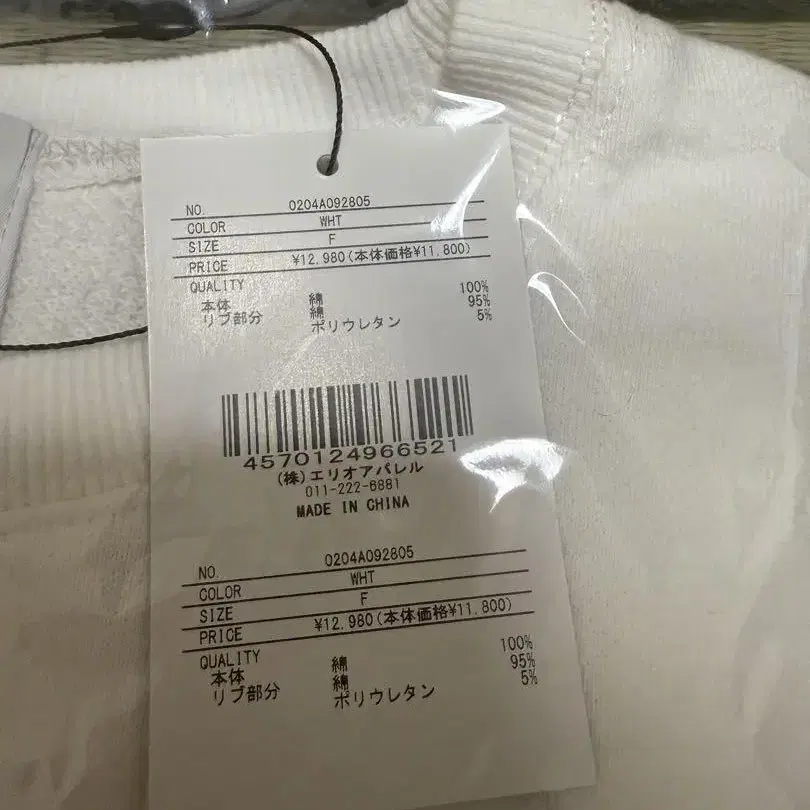 NO. 0204A092805
COLOR WHT
SIZE F
PRICE ¥12.980(本体価格¥11.800)
QUALITY
本体 綿 100%
リブ部分 綿 95%
ポリウレタン 5%
4570124966521
(株)エリオアパレル
011-222-6881
MADE IN CHINA
NO. 0204A092805
COLOR WHT
SIZE F
PRICE ¥12.980(本体価格¥11.800)
QUALITY
本体 綿 100%
リブ部分 綿 95%
ポリウレタン 5%